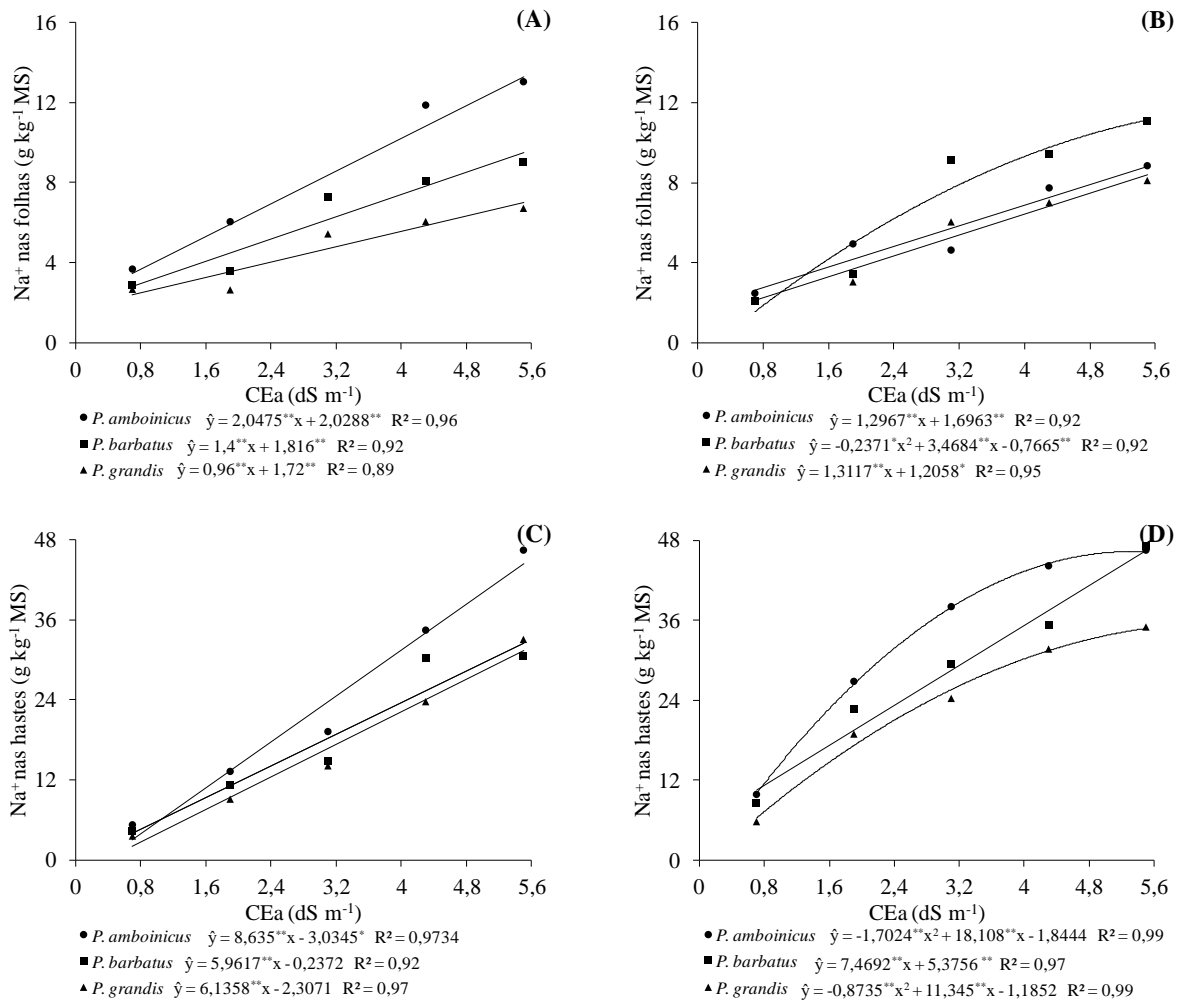 (A)
16
12
8
4
0
Na⁺ nas folhas (g kg⁻¹ MS)
0 0,8 1,6 2,4 3,2 4 4,8 5,6
CEa (dS m⁻¹)
● P. amboinicus ŷ = 2,0475**x + 2,0288** R² = 0,96
■ P. barbatus ŷ = 1,4**x + 1,816** R² = 0,92
▲ P. grandis ŷ = 0,96**x + 1,72** R² = 0,89
(B)
16
12
8
4
0
Na⁺ nas folhas (g kg⁻¹ MS)
0 0,8 1,6 2,4 3,2 4 4,8 5,6
CEa (dS m⁻¹)
● P. amboinicus ŷ = 1,2967**x + 1,6963** R² = 0,92
■ P. barbatus ŷ = -0,2371*x² + 3,4684**x - 0,7665** R² = 0,92
▲ P. grandis ŷ = 1,3117**x + 1,2058* R² = 0,95
(C)
48
36
24
12
0
Na⁺ nas hastes (g kg⁻¹ MS)
0 0,8 1,6 2,4 3,2 4 4,8 5,6
CEa (dS m⁻¹)
● P. amboinicus ŷ = 8,635**x - 3,0345* R² = 0,9734
■ P. barbatus ŷ = 5,9617**x - 0,2372 R² = 0,92
▲ P. grandis ŷ = 6,1358**x - 2,3071 R² = 0,97
(D)
48
36
24
12
0
Na⁺ nas hastes (g kg⁻¹ MS)
0 0,8 1,6 2,4 3,2 4 4,8 5,6
CEa (dS m⁻¹)
● P. amboinicus ŷ = -1,7024**x² + 18,108**x - 1,8444 R² = 0,99
■ P. barbatus ŷ = 7,4692**x + 5,3756 ** R² = 0,97
▲ P. grandis ŷ = -0,8735**x² + 11,345**x - 1,1852 R² = 0,99